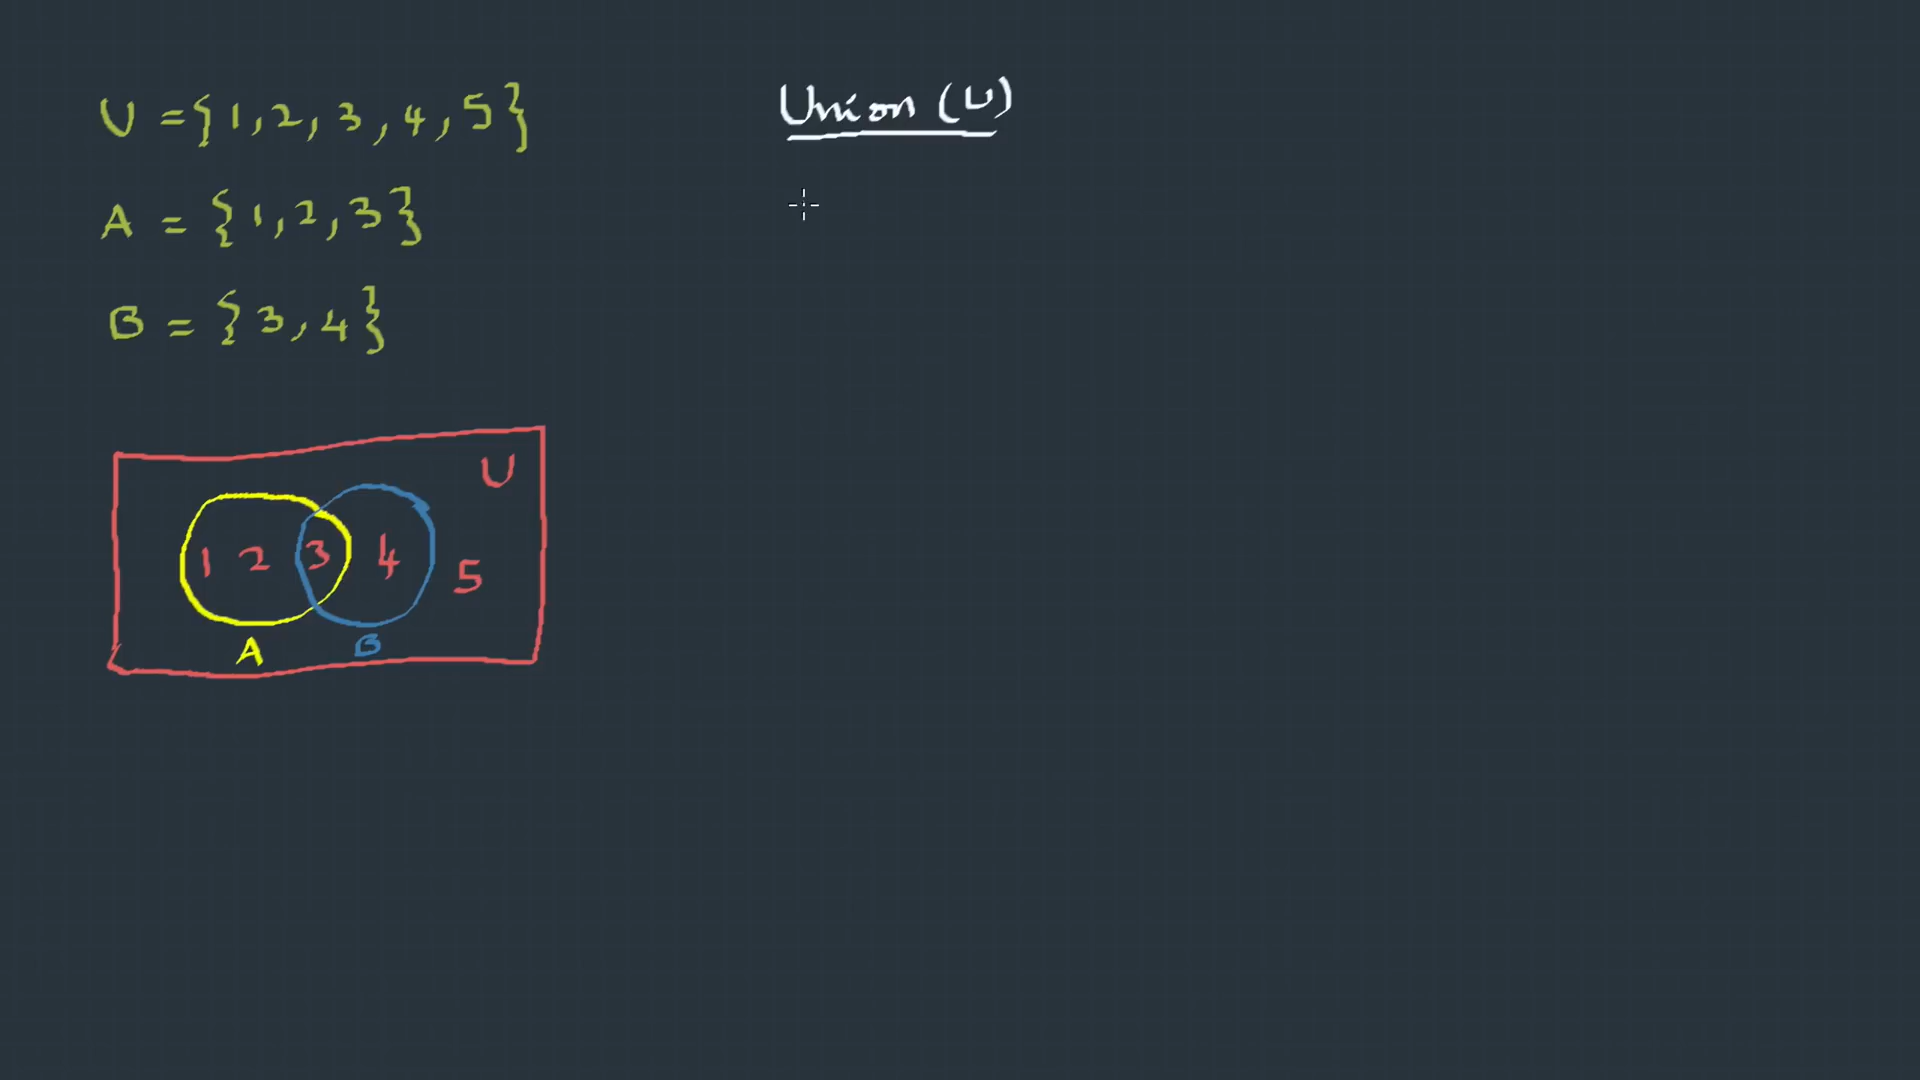 U = {1, 2, 3, 4, 5}
A = {1, 2, 3}
B = {3, 4}
Union (∪)
U
1 2 3 4 5
A B